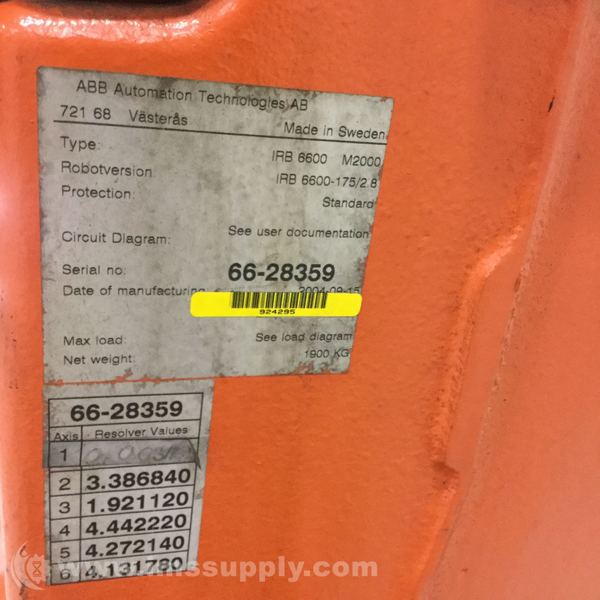 ABB Automation Technologies AB
721 68 Västerås Made in Sweden
Type: IRB 6600 M2000
Robotversion: IRB 6600-175/2.8
Protection: Standard
Circuit Diagram: See user documentation
Serial no: 66-28359
Date of manufacturing 2004-09-15
924295
Max load: See load diagram
Net weight: 1900 KG
66-28359
Axis Resolver Values
1
2 3.386840
3 1.921120
4 4.442220
5 4.272140
6 4.131780